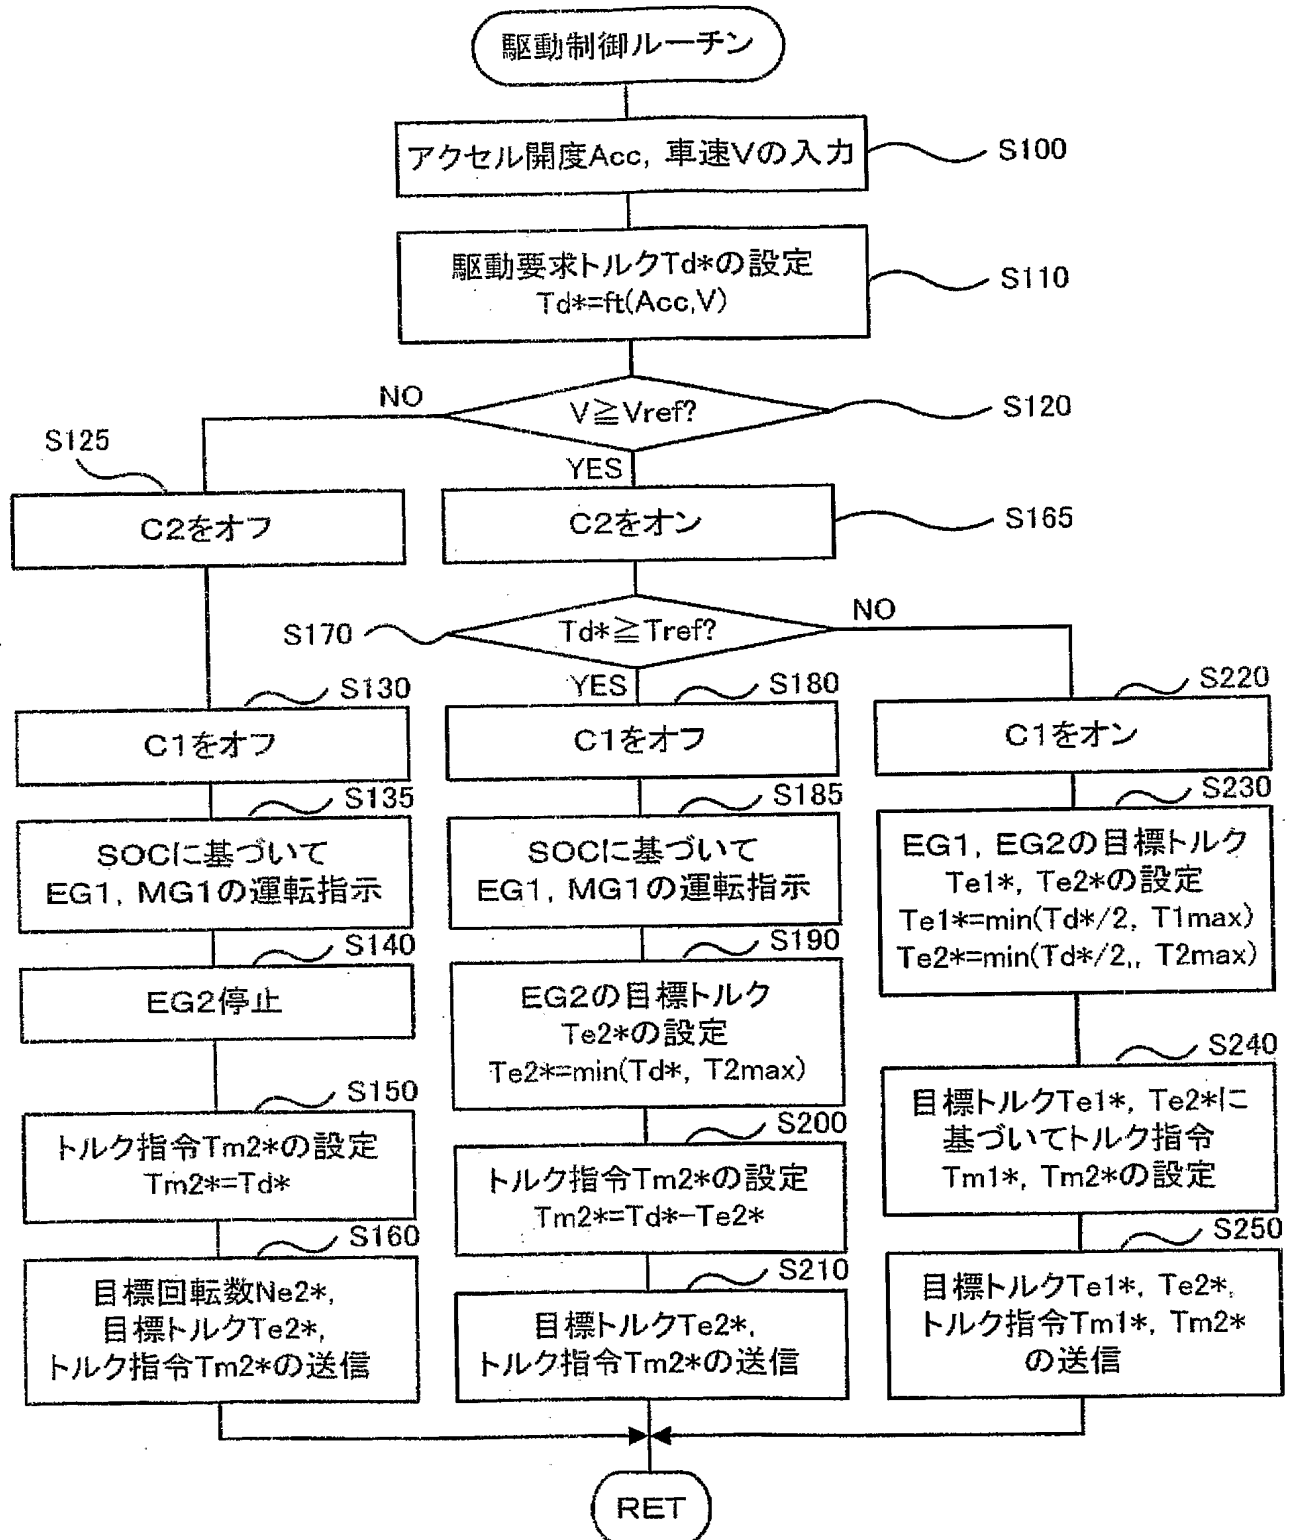 駆動制御ルーチン
アクセル開度Acc, 車速Vの入力
S100
駆動要求トルクTd*の設定
Td*=ft(Acc,V)
S110
V≧Vref?
S120
NO
YES
S125
C2をオフ
C2をオン
S165
S170
Td*≧Tref?
NO
YES
S130
C1をオフ
S135
SOCに基づいて
EG1, MG1の運転指示
S140
EG2停止
S150
トルク指令Tm2*の設定
Tm2*=Td*
S160
目標回転数Ne2*,
目標トルクTe2*,
トルク指令Tm2*の送信
S180
C1をオフ
S185
SOCに基づいて
EG1, MG1の運転指示
S190
EG2の目標トルク
Te2*の設定
Te2*=min(Td*, T2max)
S200
トルク指令Tm2*の設定
Tm2*=Td*-Te2*
S210
目標トルクTe2*,
トルク指令Tm2*の送信
S220
C1をオン
S230
EG1, EG2の目標トルク
Te1*, Te2*の設定
Te1*=min(Td*/2, T1max)
Te2*=min(Td*/2,, T2max)
S240
目標トルクTe1*, Te2*に
基づいてトルク指令
Tm1*, Tm2*の設定
S250
目標トルクTe1*, Te2*,
トルク指令Tm1*, Tm2*
の送信
RET